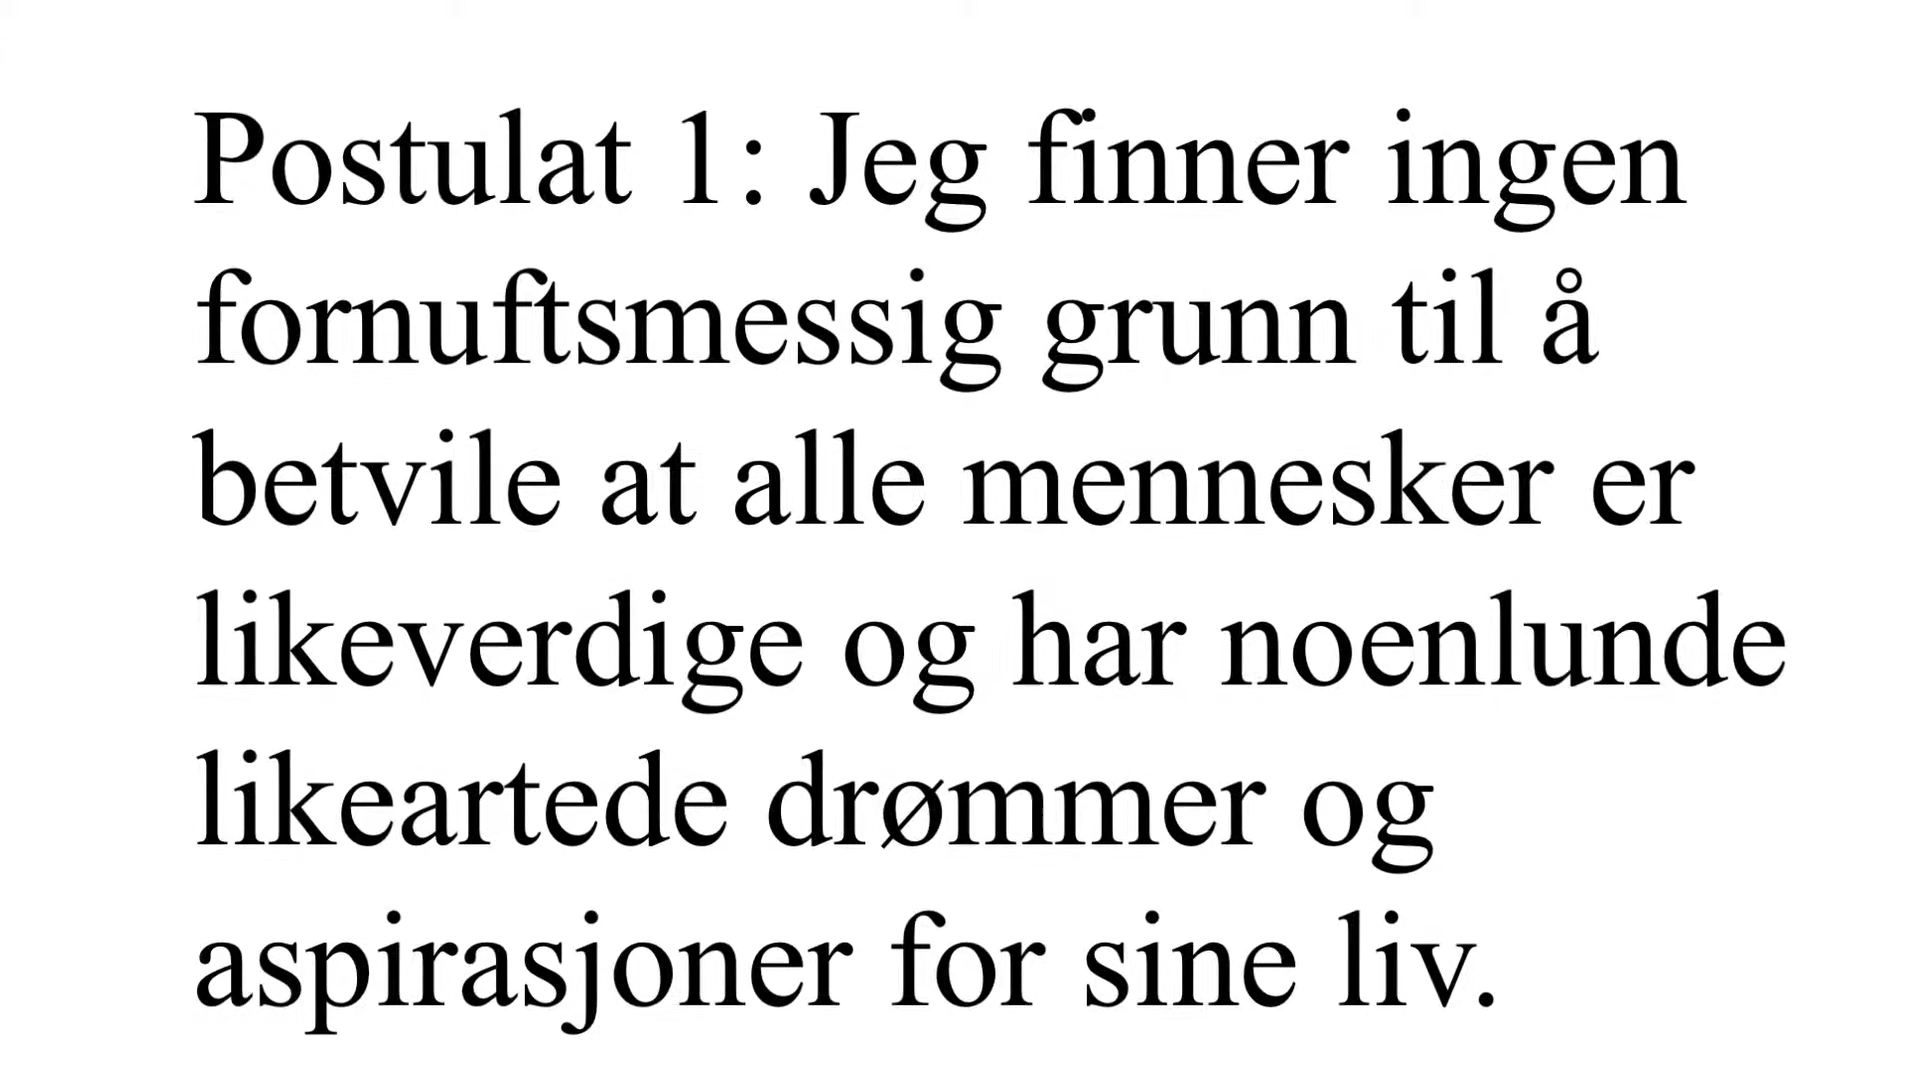 Postulat 1: Jeg finner ingen
fornuftsmessig grunn til å
betvile at alle mennesker er
likeverdige og har noenlunde
likeartede drømmer og
aspirasjoner for sine liv.